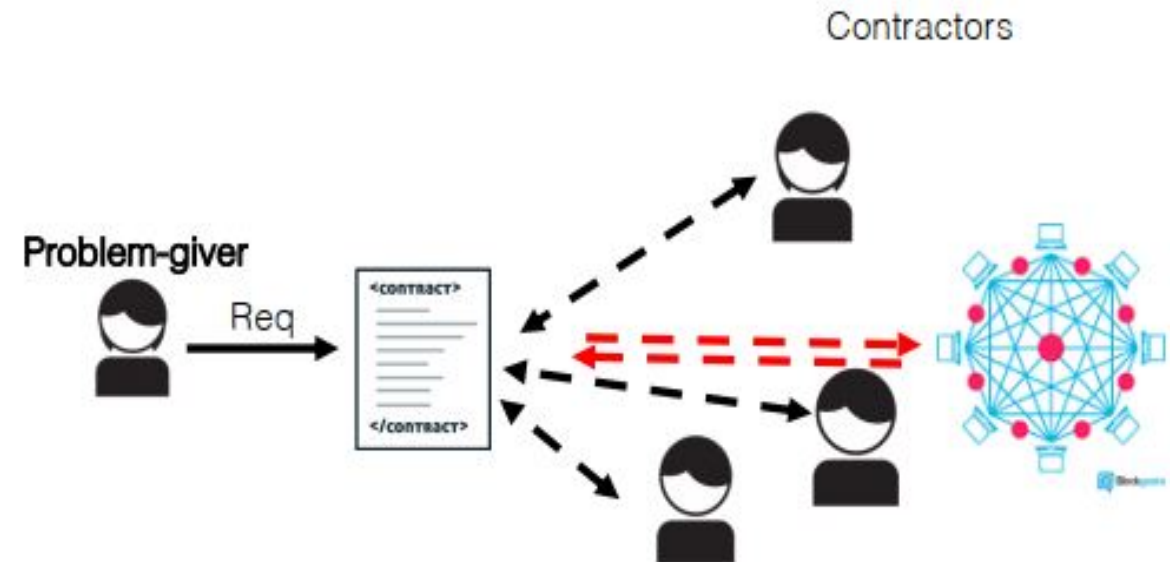 Contractors
Problem-giver
Req
<contract>
</contract>